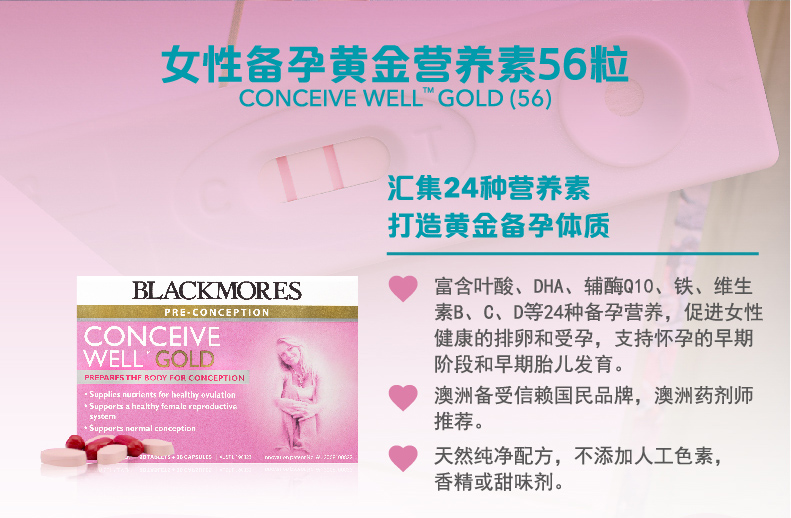 女性备孕黄金营养素56粒
CONCEIVE WELL™ GOLD (56)
汇集24种营养素
打造黄金备孕体质
富含叶酸、DHA、辅酶Q10、铁、维生
素B、C、D等24种备孕营养，促进女性
健康的排卵和受孕，支持怀孕的早期
阶段和早期胎儿发育。
澳洲备受信赖国民品牌，澳洲药剂师
推荐。
天然纯净配方，不添加人工色素，
香精或甜味剂。
BLACKMORES
PRE-CONCEPTION
CONCEIVE
WELL™ GOLD
PREPARES THE BODY FOR CONCEPTION
• Supplies nutrients for healthy ovulation
• Supports a healthy female reproductive
system
• Supports normal conception
TABLETS + 28 CAPSULES
C T